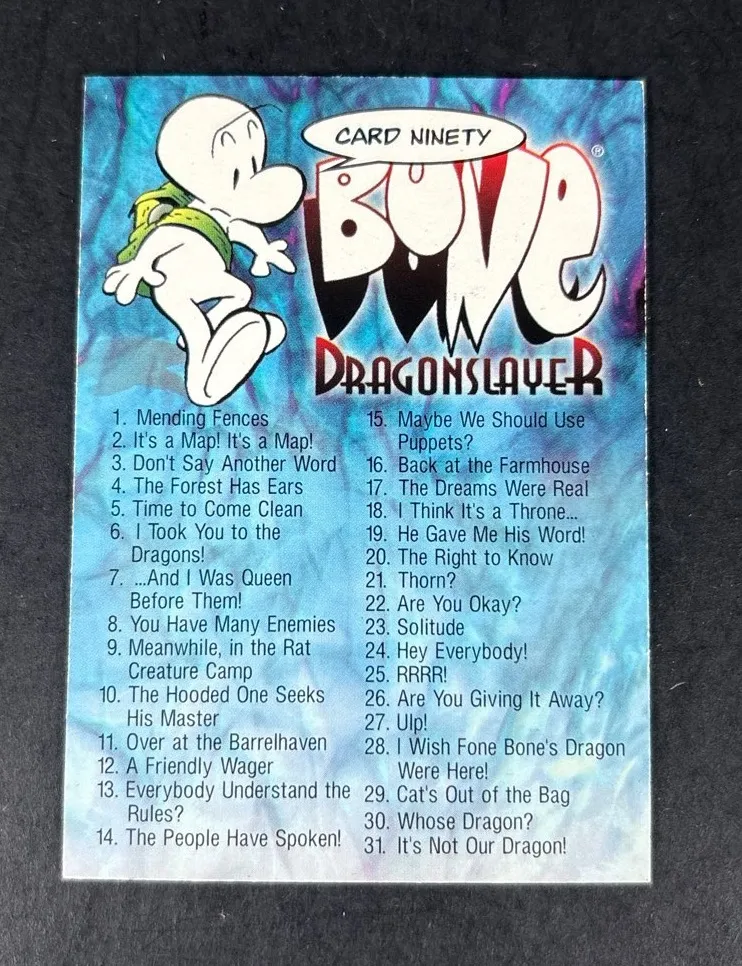 CARD NINETY
BONE®
DRAGONSLAYER
1. Mending Fences
2. It's a Map! It's a Map!
3. Don't Say Another Word
4. The Forest Has Ears
5. Time to Come Clean
6. I Took You to the
Dragons!
7. ...And I Was Queen
Before Them!
8. You Have Many Enemies
9. Meanwhile, in the Rat
Creature Camp
10. The Hooded One Seeks
His Master
11. Over at the Barrelhaven
12. A Friendly Wager
13. Everybody Understand the
Rules?
14. The People Have Spoken!
15. Maybe We Should Use
Puppets?
16. Back at the Farmhouse
17. The Dreams Were Real
18. I Think It's a Throne...
19. He Gave Me His Word!
20. The Right to Know
21. Thorn?
22. Are You Okay?
23. Solitude
24. Hey Everybody!
25. RRRR!
26. Are You Giving It Away?
27. Ulp!
28. I Wish Fone Bone's Dragon
Were Here!
29. Cat's Out of the Bag
30. Whose Dragon?
31. It's Not Our Dragon!